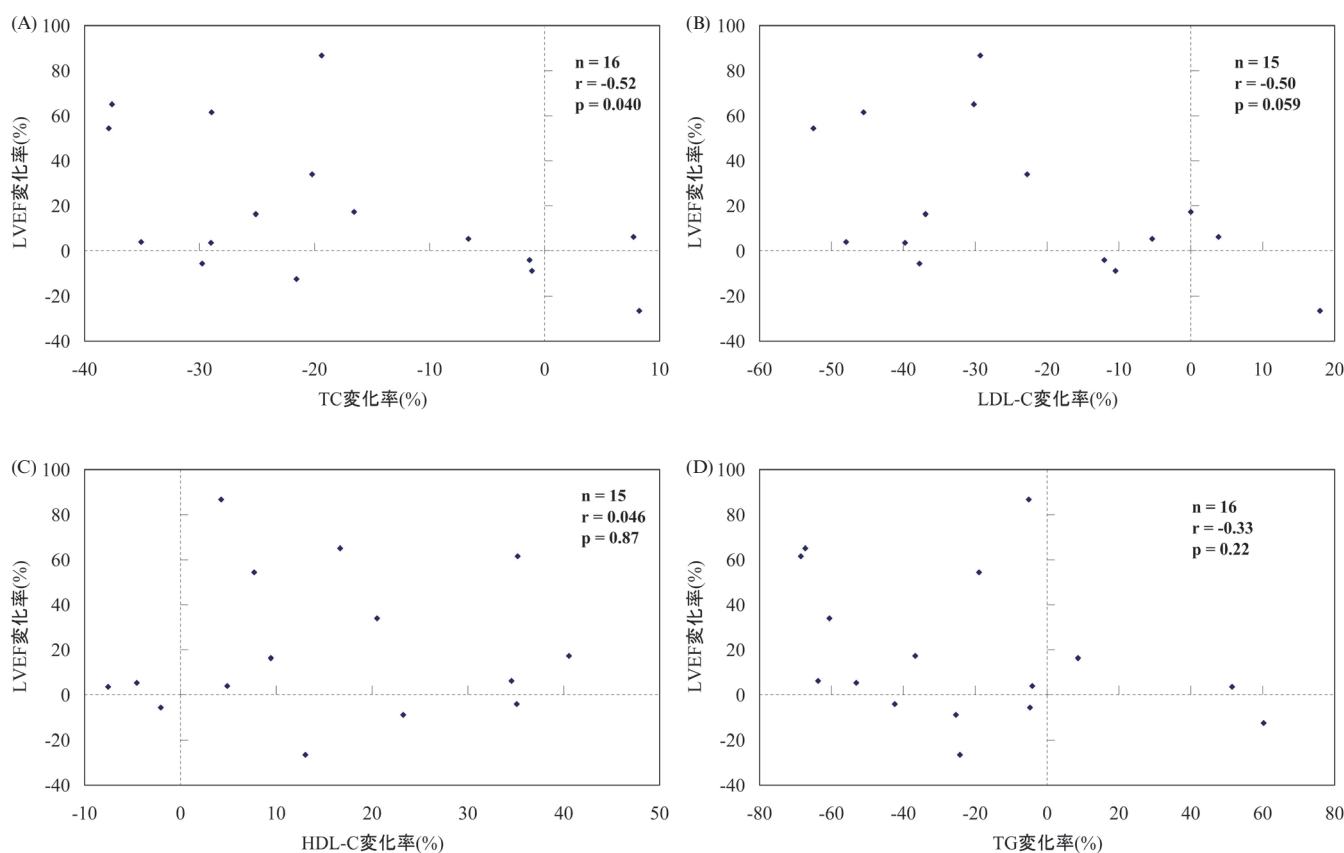 (A)
100
80
60
40
20
0
-20
-40
LVEF変化率(%)
n = 16
r = -0.52
p = 0.040
-40 -30 -20 -10 0 10
TC変化率(%)
(B)
100
80
60
40
20
0
-20
-40
LVEF変化率(%)
n = 15
r = -0.50
p = 0.059
-60 -50 -40 -30 -20 -10 0 10 20
LDL-C変化率(%)
(C)
100
80
60
40
20
0
-20
-40
LVEF変化率(%)
n = 15
r = 0.046
p = 0.87
-10 0 10 20 30 40 50
HDL-C変化率(%)
(D)
100
80
60
40
20
0
-20
-40
LVEF変化率(%)
n = 16
r = -0.33
p = 0.22
-80 -60 -40 -20 0 20 40 60 80
TG変化率(%)